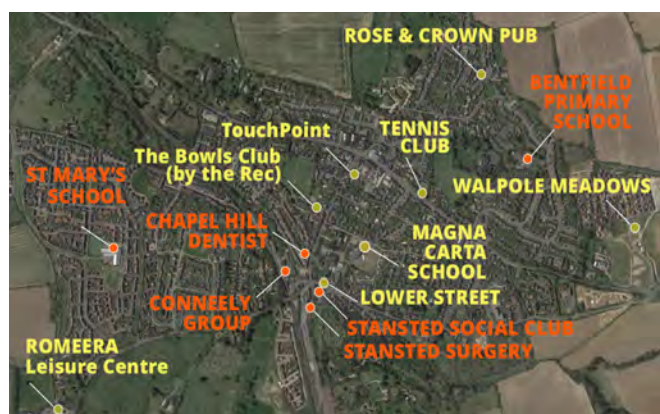 ROSE & CROWN PUB
BENTFIELD
PRIMARY
SCHOOL
TouchPoint
TENNIS
CLUB
The Bowls Club
(by the Rec)
ST MARY'S
SCHOOL
WALPOLE MEADOWS
CHAPEL HILL
DENTIST
MAGNA
CARTA
SCHOOL
CONNEELY
GROUP
LOWER STREET
STANSTED SOCIAL CLUB
STANSTED SURGERY
ROMEERA
Leisure Centre